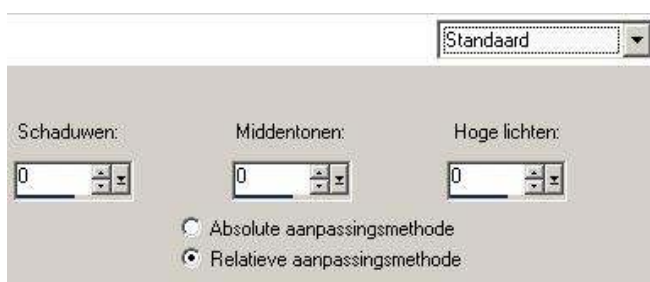 Standaard
Schaduwen: Middentonen: Hoge lichten:
0 0 0
Absolute aanpassingsmethode
Relatieve aanpassingsmethode